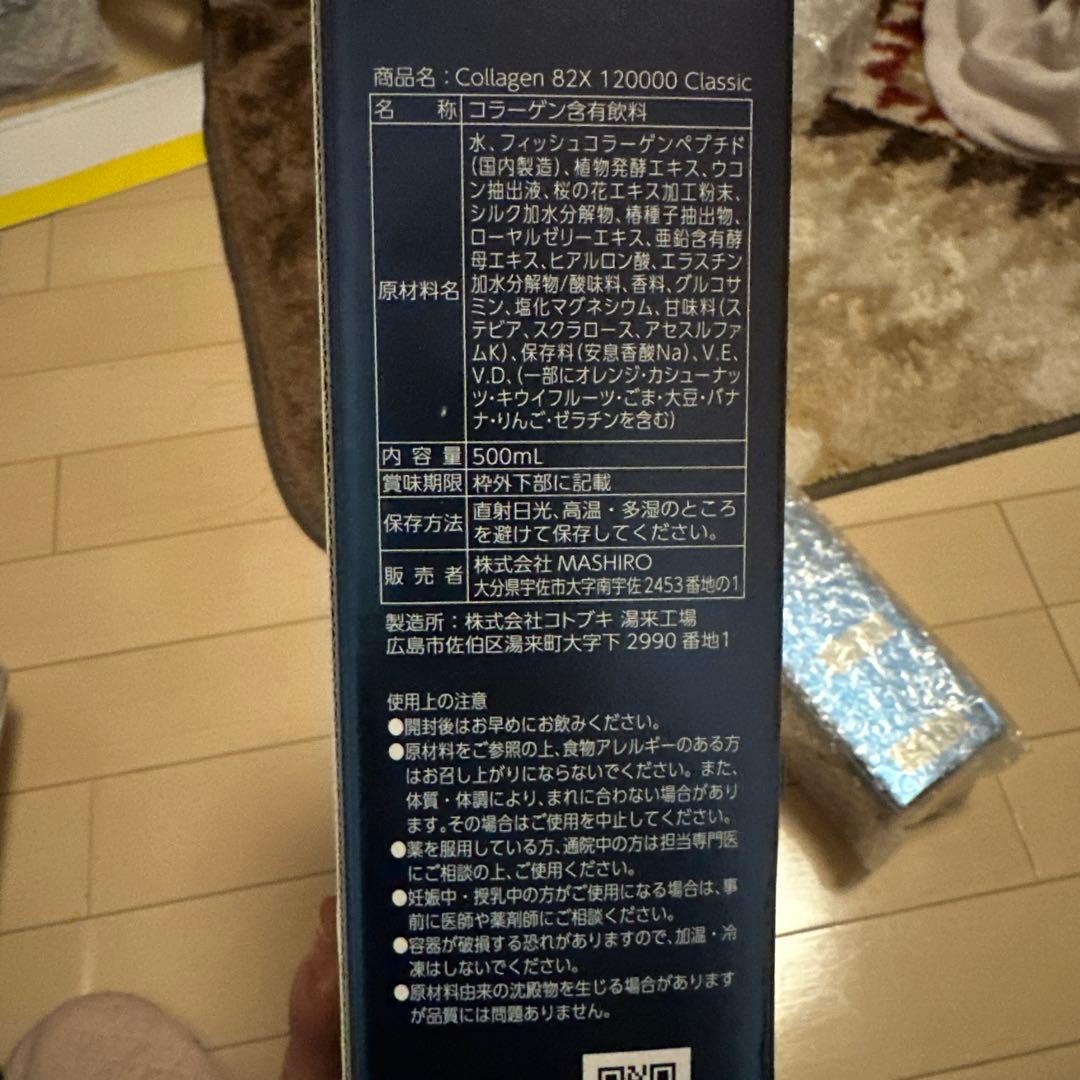 商品名：Collagen 82X 120000 Classic
名 称 コラーゲン含有飲料
原材料名
水、フィッシュコラーゲンペプチド
(国内製造)、植物発酵エキス、ウコ
ン抽出液、桜の花エキス加工粉末、
シルク加水分解物、椿種子抽出物、
ローヤルゼリーエキス、亜鉛含有酵
母エキス、ヒアルロン酸、エラスチン
加水分解物/酸味料、香料、グルコサ
ミン、塩化マグネシウム、甘味料(ス
テビア、スクラロース、アセスルファ
ムK)、保存料(安息香酸Na)、V.E、
V.D、(一部にオレンジ・カシューナッ
ツ・キウイフルーツ・ごま・大豆・バナ
ナ・りんご・ゼラチンを含む)
内容量 500mL
賞味期限 枠外下部に記載
保存方法
直射日光、高温・多湿のところ
を避けて保存してください。
販売者
株式会社 MASHIRO
大分県宇佐市大字南宇佐2453番地の1
製造所：株式会社コトブキ 湯来工場
広島市佐伯区湯来町大字下 2990 番地1
使用上の注意
●開封後はお早めにお飲みください。
●原材料をご参照の上、食物アレルギーのある方
はお召し上がりにならないでください。また、
体質・体調により、まれに合わない場合があり
ます。その場合はご使用を中止してください。
●薬を服用している方、通院中の方は担当専門医
にご相談の上、ご使用ください。
●妊娠中・授乳中の方がご使用になる場合は、事
前に医師や薬剤師にご相談ください。
●容器が破損する恐れがありますので、加温・冷
凍はしないでください。
●原材料由来の沈殿物を生じる場合があります
が品質には問題ありません。